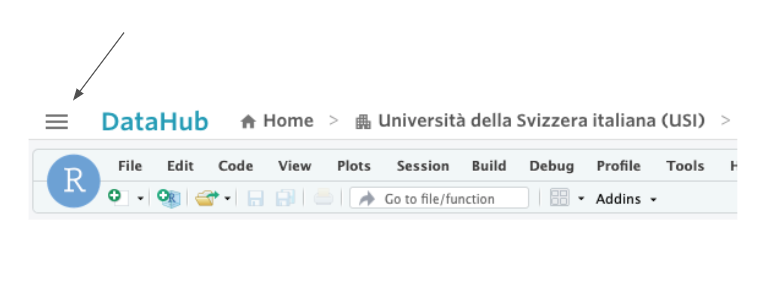 DataHub Home > Università della Svizzera italiana (USI) >
R File Edit Code View Plots Session Build Debug Profile Tools
R Go to file/function Addins